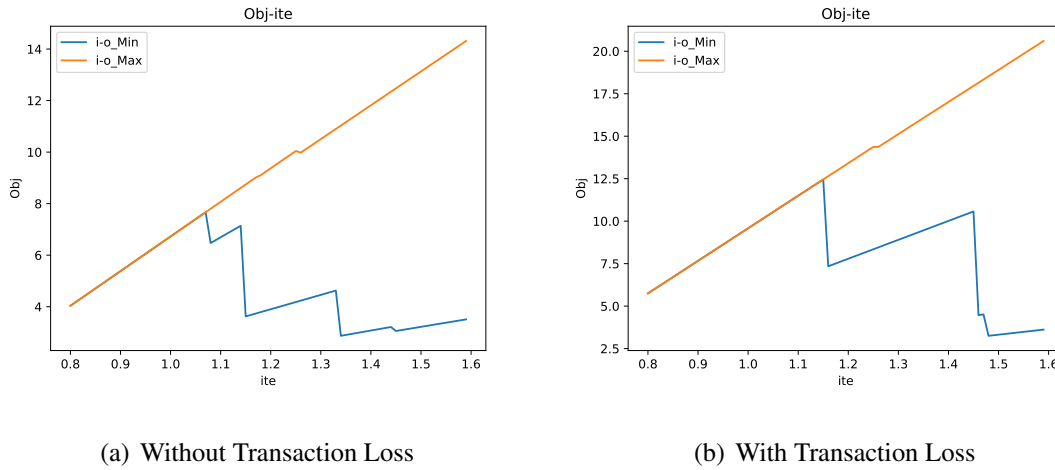 Obj-ite
i-o_Min
i-o_Max
Obj
14
12
10
8
6
4
0.8 0.9 1.0 1.1 1.2 1.3 1.4 1.5 1.6
ite
(a) Without Transaction Loss
Obj-ite
i-o_Min
i-o_Max
Obj
20.0
17.5
15.0
12.5
10.0
7.5
5.0
2.5
0.8 0.9 1.0 1.1 1.2 1.3 1.4 1.5 1.6
ite
(b) With Transaction Loss